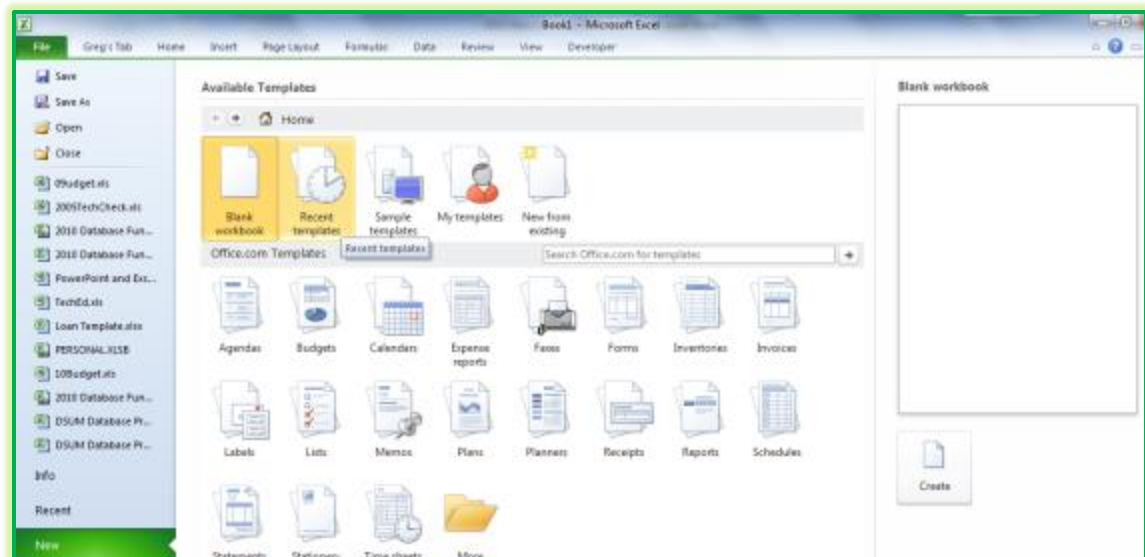 Book1 - Microsoft Excel
File Greg's Tab Home Insert Page Layout Formulas Data Review View Developer
Save
Save As
Open
Close
09budget.xls
2005TechCheck.xls
2010 Database Fun...
2010 Database Fun...
PowerPoint and Exc...
TechEd.xls
Loan Template.xlsx
PERSONAL.XLSB
10Budget.xls
2010 Database Fun...
DSUM Database Pr...
DSUM Database Pr...
Info
Recent
New
Available Templates
Home
Blank workbook
Recent templates
Sample templates
My templates
New from existing
Recent templates
Office.com Templates
Search Office.com for templates
Agendas Budgets Calendars Expense reports Faxes Forms Inventories Invoices
Labels Lists Memos Plans Planners Receipts Reports Schedules
Statements Stationery Time sheets More
Blank workbook
Create